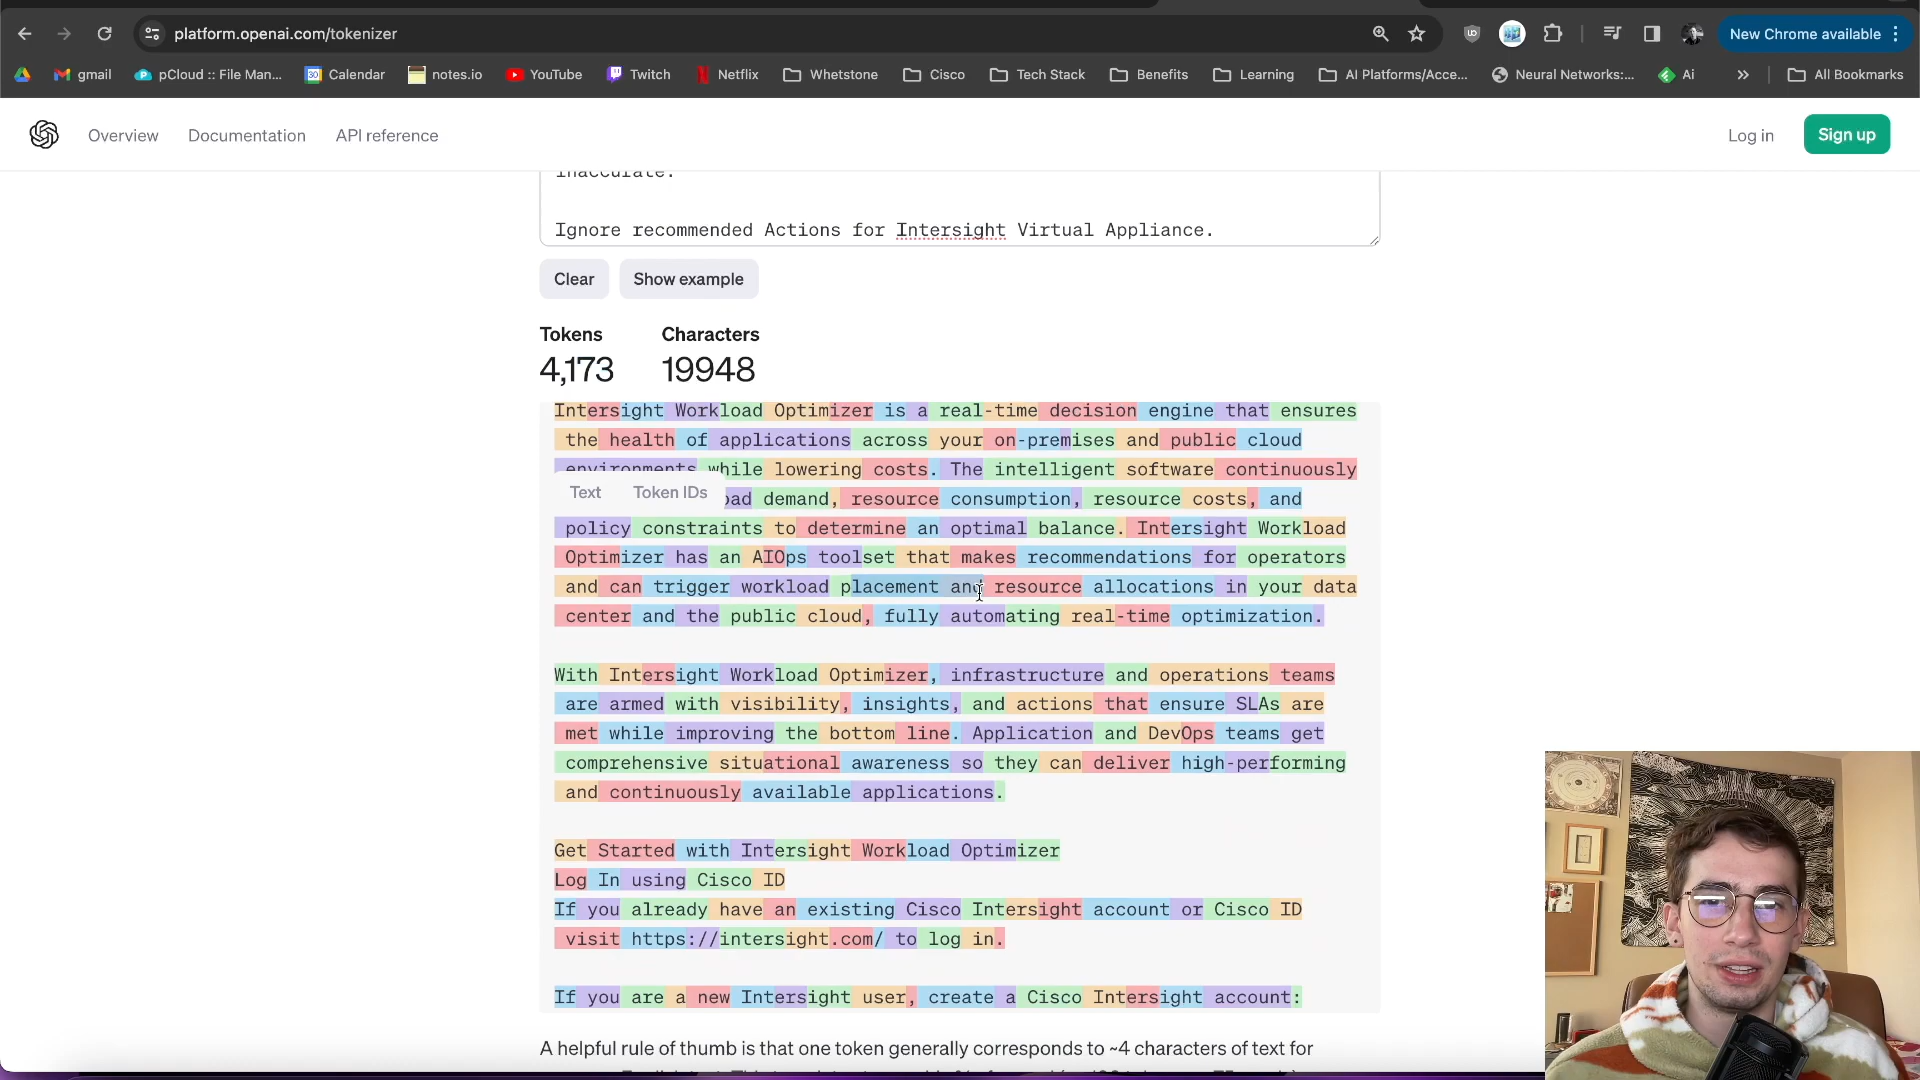 platform.openai.com/tokenizer
New Chrome available
gmail
pCloud :: File Man...
Calendar
notes.io
YouTube
Twitch
Netflix
Whetstone
Cisco
Tech Stack
Benefits
Learning
AI Platforms/Acce...
Neural Networks:...
Ai
All Bookmarks
Overview
Documentation
API reference
Log in
Sign up
inaccurate.
Ignore recommended Actions for Intersight Virtual Appliance.
Clear
Show example
Tokens
Characters
4,173
19948
Intersight Workload Optimizer is a real-time decision engine that ensures
the health of applications across your on-premises and public cloud
environments while lowering costs. The intelligent software continuously
Text
Token IDs
demand, resource consumption, resource costs, and
policy constraints to determine an optimal balance. Intersight Workload
Optimizer has an AIOps toolset that makes recommendations for operators
and can trigger workload placement and resource allocations in your data
center and the public cloud, fully automating real-time optimization.
With Intersight Workload Optimizer, infrastructure and operations teams
are armed with visibility, insights, and actions that ensure SLAs are
met while improving the bottom line. Application and DevOps teams get
comprehensive situational awareness so they can deliver high-performing
and continuously available applications.
Get Started with Intersight Workload Optimizer
Log In using Cisco ID
If you already have an existing Cisco Intersight account or Cisco ID
visit https://intersight.com/ to log in.
If you are a new Intersight user, create a Cisco Intersight account:
A helpful rule of thumb is that one token generally corresponds to ~4 characters of text for